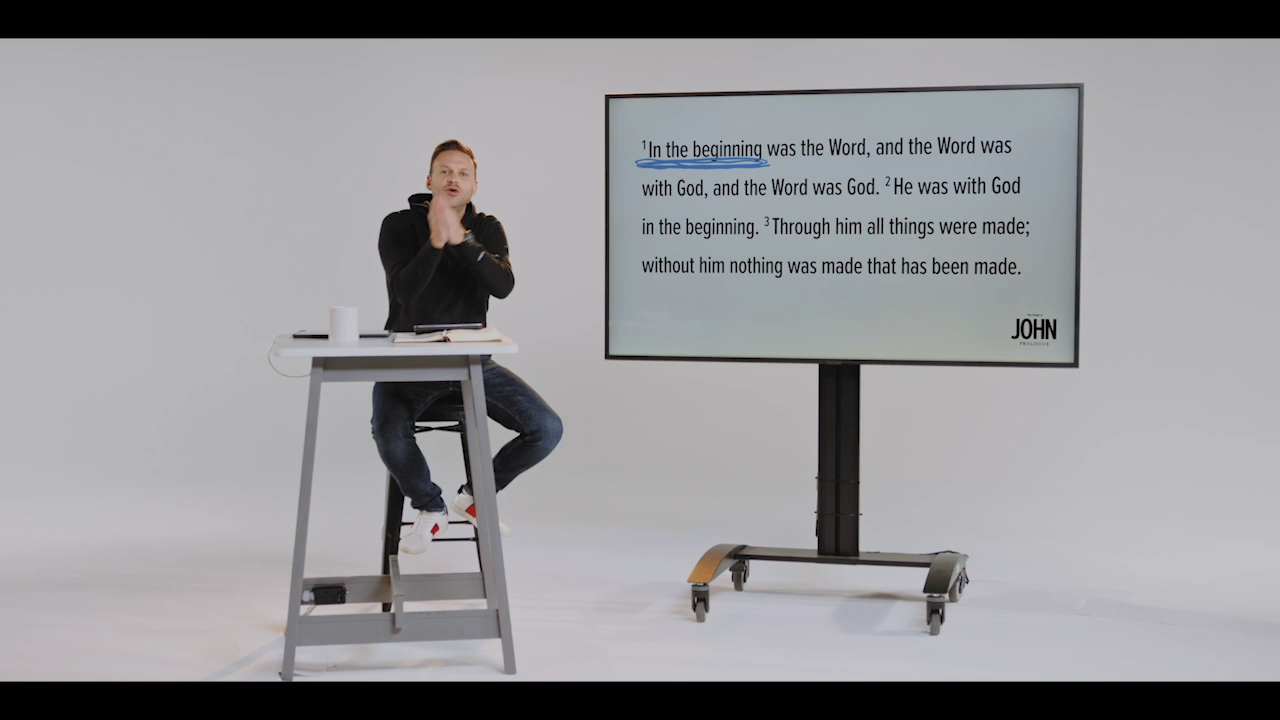 ¹In the beginning was the Word, and the Word was
with God, and the Word was God. ²He was with God
in the beginning. ³Through him all things were made;
without him nothing was made that has been made.
JOHN
PROLOGUE